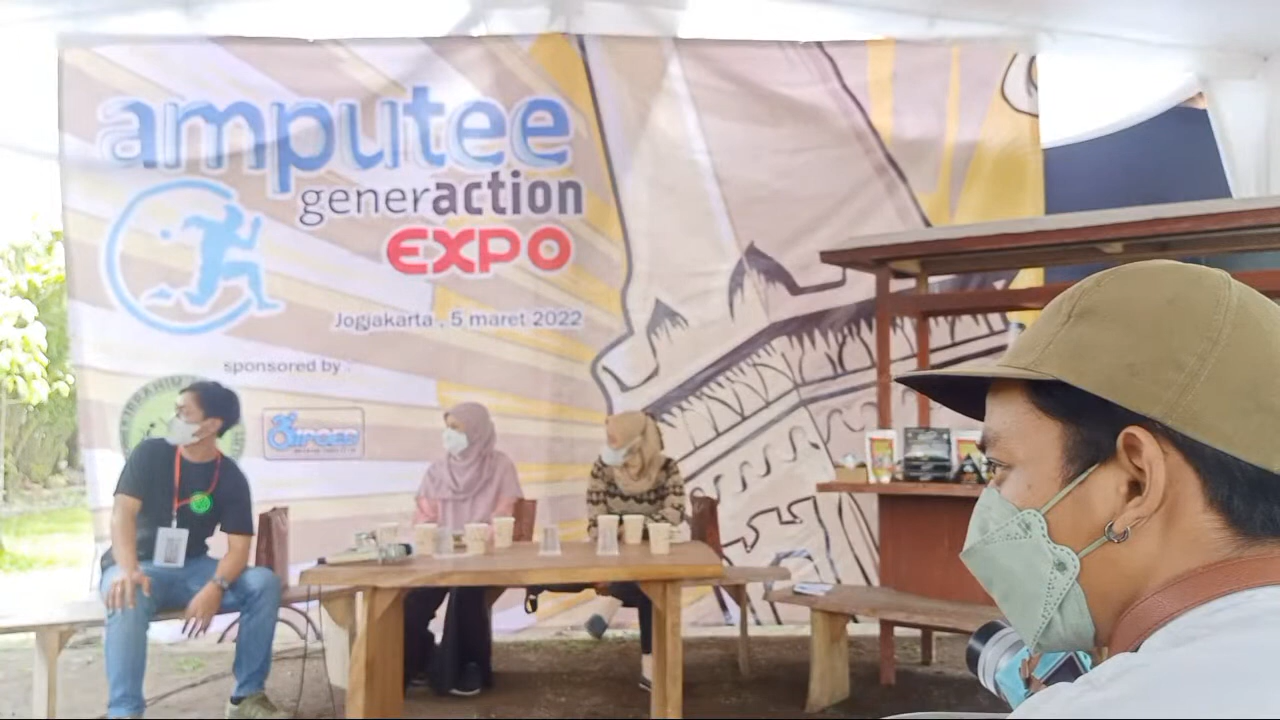 amputee
generaction
EXPO
Jogjakarta , 5 maret 2022
sponsored by .